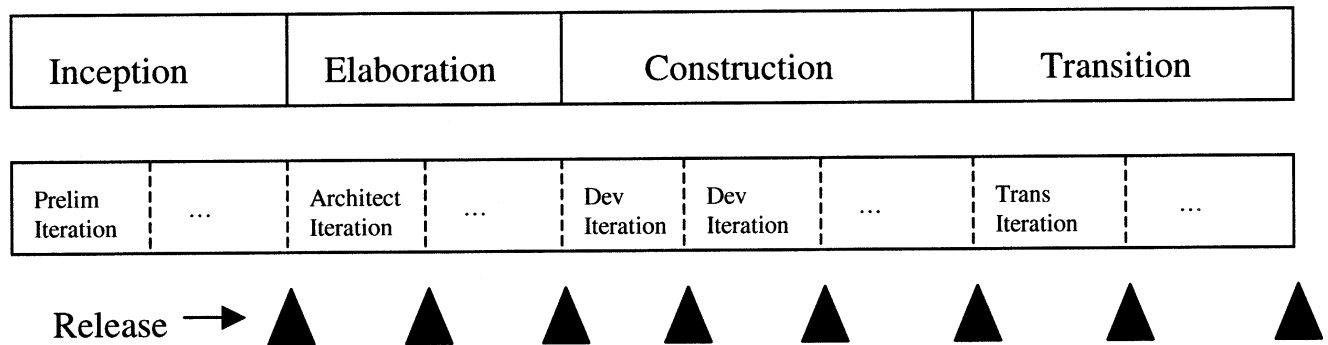 Inception Elaboration Construction Transition
Prelim Iteration ... Architect Iteration ... Dev Iteration Dev Iteration ... Trans Iteration ...
Release